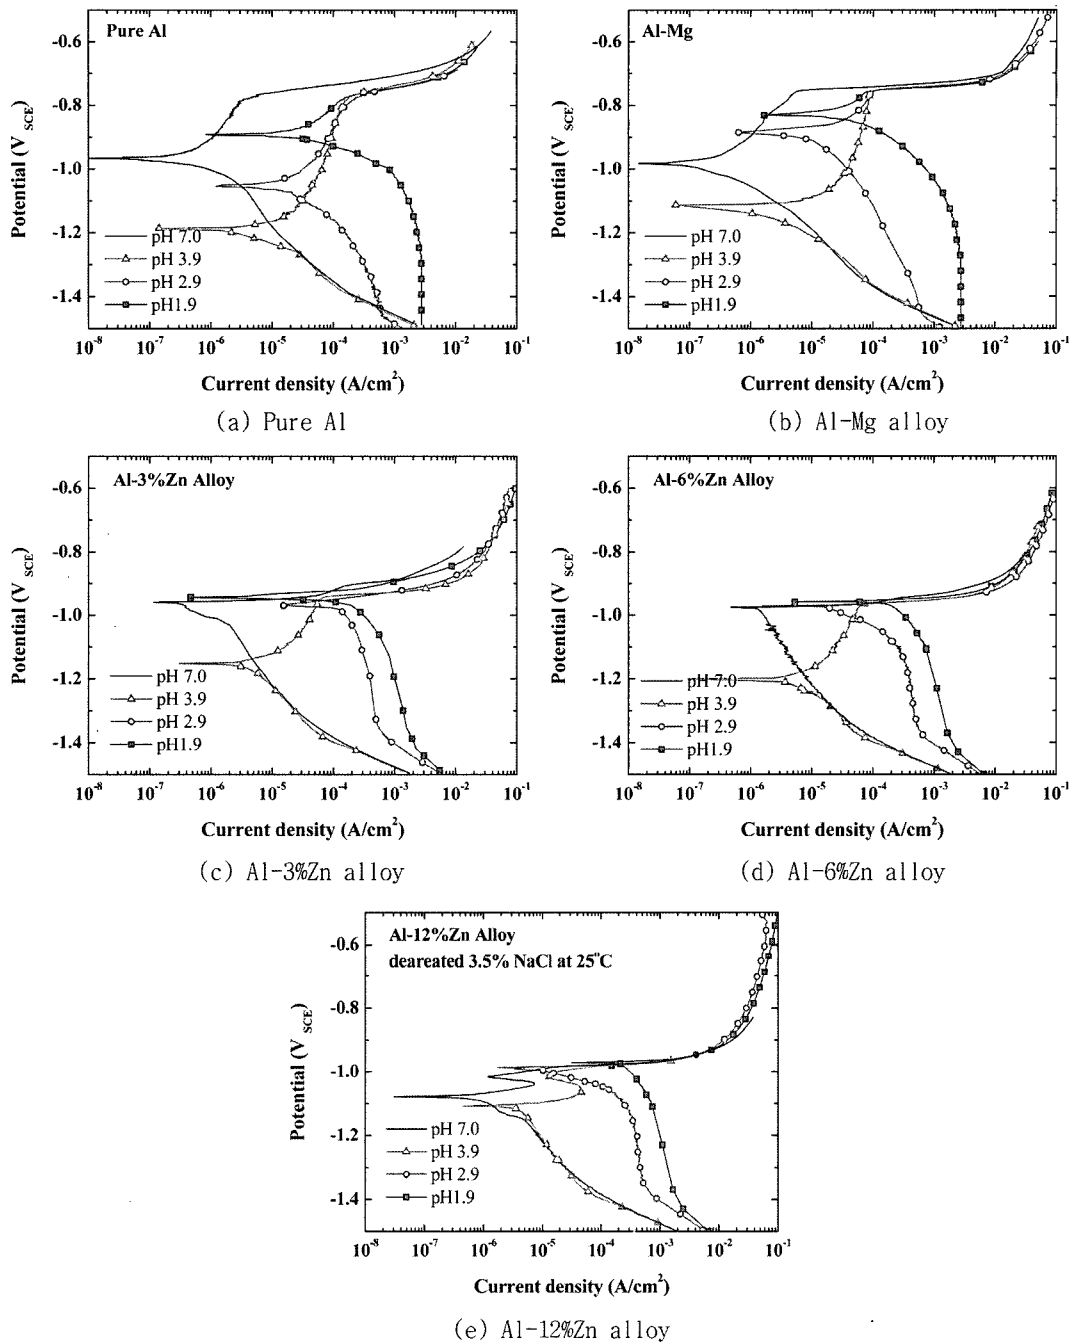 Pure Al
Potential (V SCE)
-0.6
-0.8
-1.0
-1.2
-1.4
pH 7.0
pH 3.9
pH 2.9
pH1.9
10-8 10-7 10-6 10-5 10-4 10-3 10-2 10-1
Current density (A/cm2)
(a) Pure Al
Al-Mg
Potential (V SCE)
-0.6
-0.8
-1.0
-1.2
-1.4
pH 7.0
pH 3.9
pH 2.9
pH1.9
10-8 10-7 10-6 10-5 10-4 10-3 10-2 10-1
Current density (A/cm2)
(b) Al-Mg alloy
Al-3%Zn Alloy
Potential (V SCE)
-0.6
-0.8
-1.0
-1.2
-1.4
pH 7.0
pH 3.9
pH 2.9
pH1.9
10-8 10-7 10-6 10-5 10-4 10-3 10-2 10-1
Current density (A/cm2)
(c) Al-3%Zn alloy
Al-6%Zn Alloy
Potential (V SCE)
-0.6
-0.8
-1.0
-1.2
-1.4
pH 7.0
pH 3.9
pH 2.9
pH1.9
10-8 10-7 10-6 10-5 10-4 10-3 10-2 10-1
Current density (A/cm2)
(d) Al-6%Zn alloy
Al-12%Zn Alloy
deareated 3.5% NaCl at 25°C
Potential (V SCE)
-0.6
-0.8
-1.0
-1.2
-1.4
pH 7.0
pH 3.9
pH 2.9
pH1.9
10-8 10-7 10-6 10-5 10-4 10-3 10-2 10-1
Current density (A/cm2)
(e) Al-12%Zn alloy